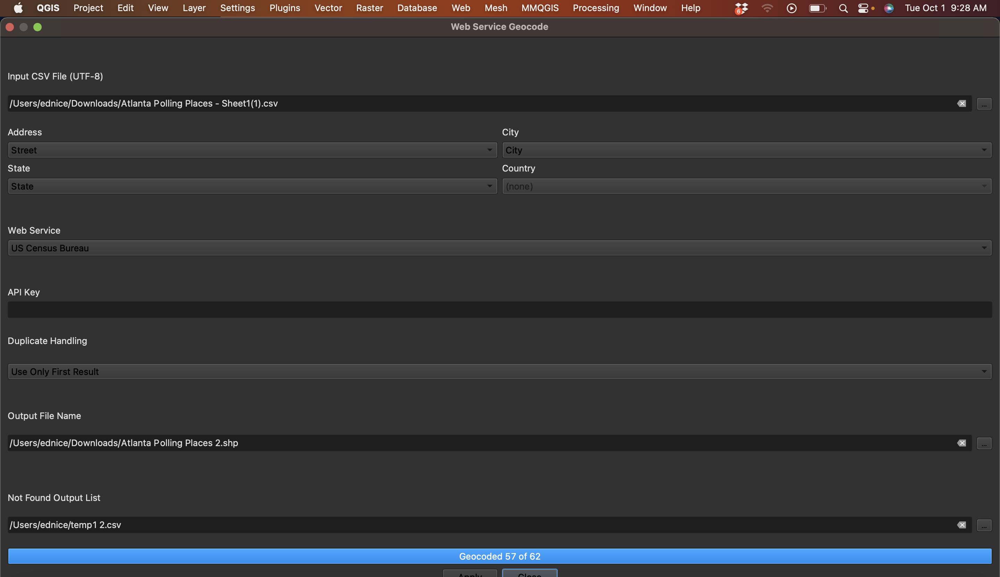 QGIS Project Edit View Layer Settings Plugins Vector Raster Database Web Mesh MMQGIS Processing Window Help 6 Tue Oct 1 9:28 AM
Web Service Geocode
Input CSV File (UTF-8)
/Users/ednice/Downloads/Atlanta Polling Places - Sheet1(1).csv ...
Address City
Street City
State Country
State (none)
Web Service
US Census Bureau
API Key
Duplicate Handling
Use Only First Result
Output File Name
/Users/ednice/Downloads/Atlanta Polling Places 2.shp ...
Not Found Output List
/Users/ednice/temp1 2.csv ...
Geocoded 57 of 62
Apply Close